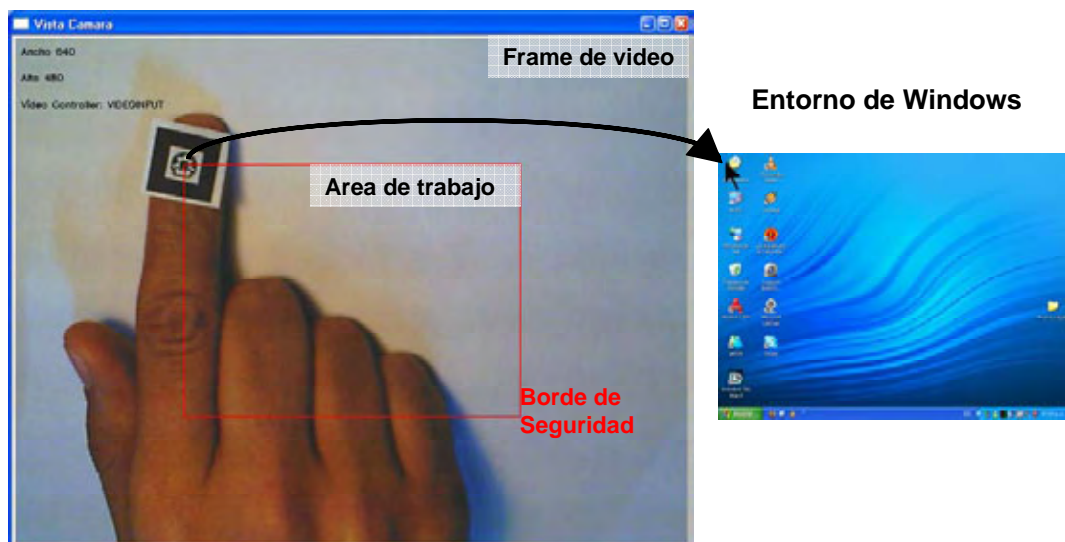 Vista Camara
Frame de video
Ancho 640
Alto 480
Video Controller: VIDEOINPUT
Entorno de Windows
Area de trabajo
Borde de
Seguridad